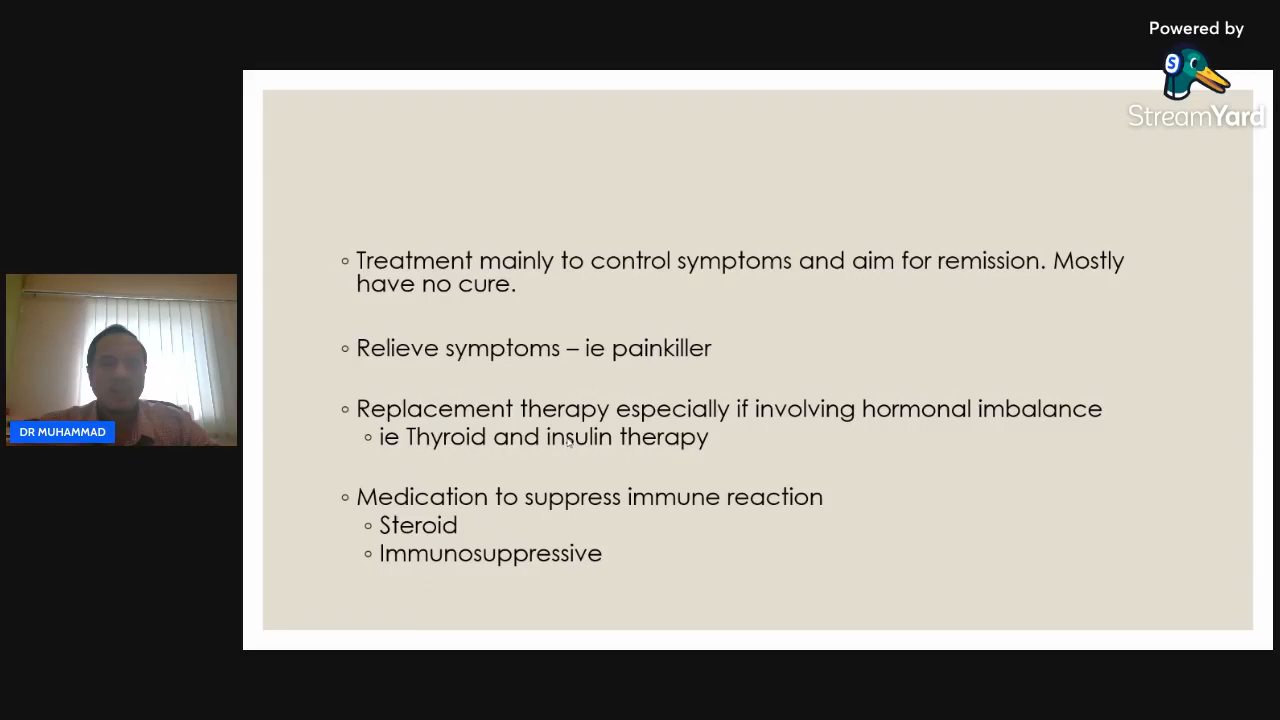 Powered by
StreamYard
◦ Treatment mainly to control symptoms and aim for remission. Mostly
have no cure.
◦ Relieve symptoms – ie painkiller
◦ Replacement therapy especially if involving hormonal imbalance
◦ ie Thyroid and insulin therapy
◦ Medication to suppress immune reaction
◦ Steroid
◦ Immunosuppressive
DR MUHAMMAD